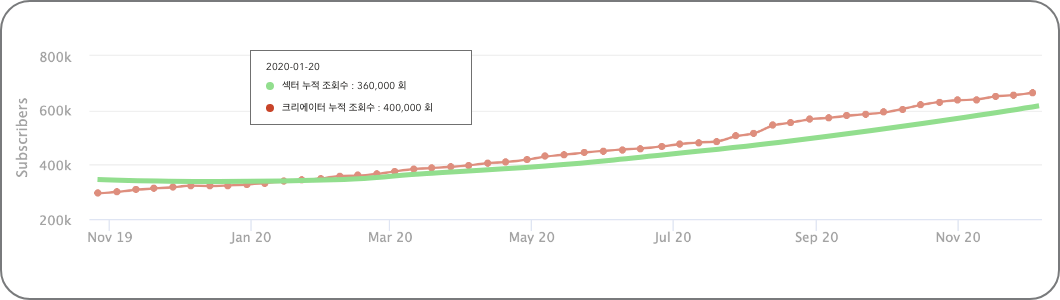 800k
2020-01-20
섹터 누적 조회수 : 360,000 회
크리에이터 누적 조회수 : 400,000 회
600k
Subscribers
400k
200k
Nov 19 Jan 20 Mar 20 May 20 Jul 20 Sep 20 Nov 20